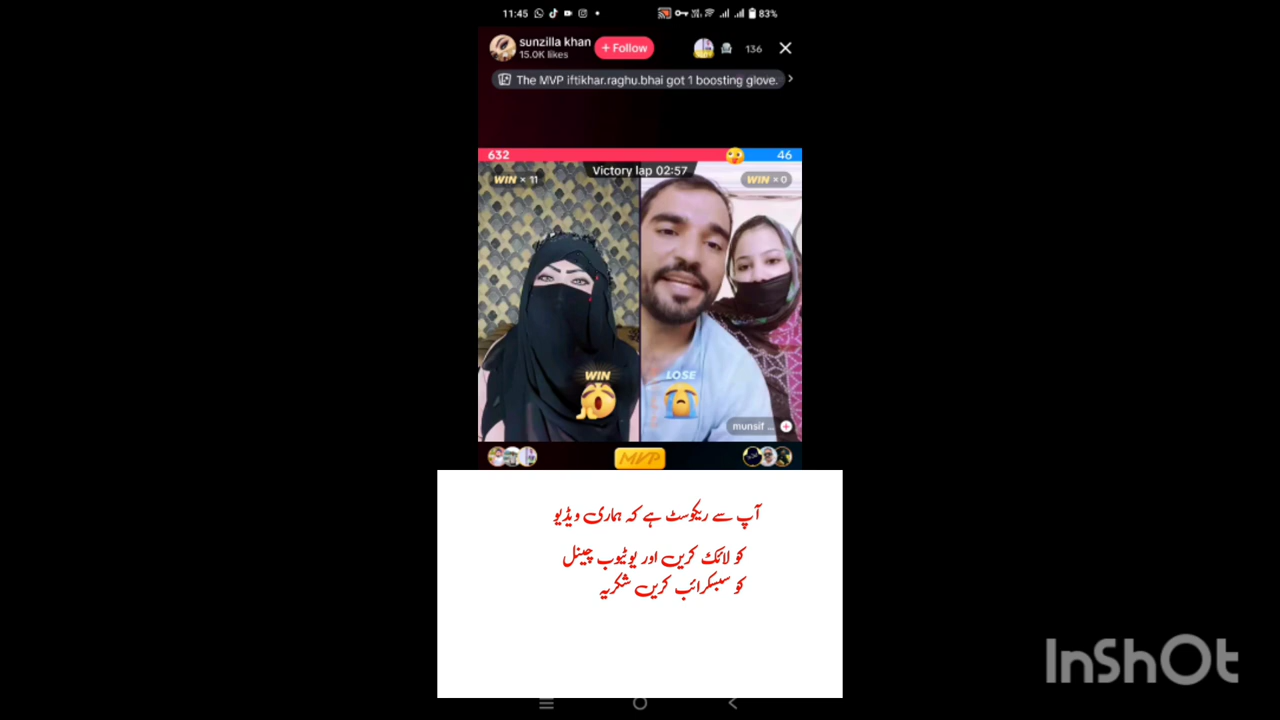 11:45
83%
sunzilla khan
15.0K likes
+ Follow
136
The MVP iftikhar.raghu.bhai got 1 boosting glove.
632
46
Victory lap 02:57
WIN × 11
WIN × 0
WIN
LOSE
munsif ...
MVP
آپ سے ریکوسٹ ہے کہ ہماری ویڈیو
کو لائک کریں اور یوٹیوب چینل
کو سبسکرائب کریں شکریہ
InShOt